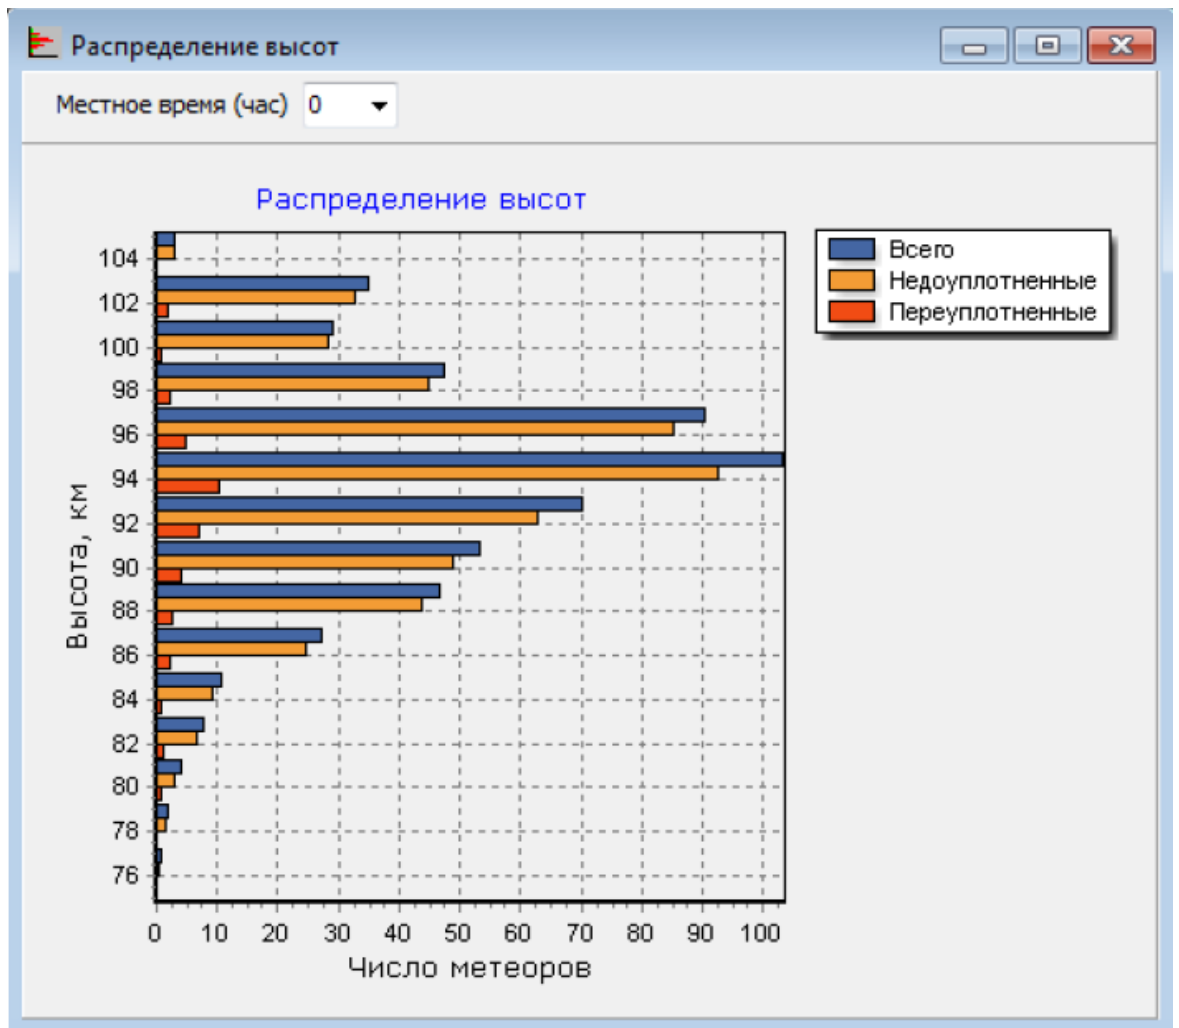 Распределение высот
Местное время (час) 0
Распределение высот
Всего
Недоуплотненные
Переуплотненные
104
102
100
98
96
94
92
90
88
86
84
82
80
78
76
Высота, км
0 10 20 30 40 50 60 70 80 90 100
Число метеоров